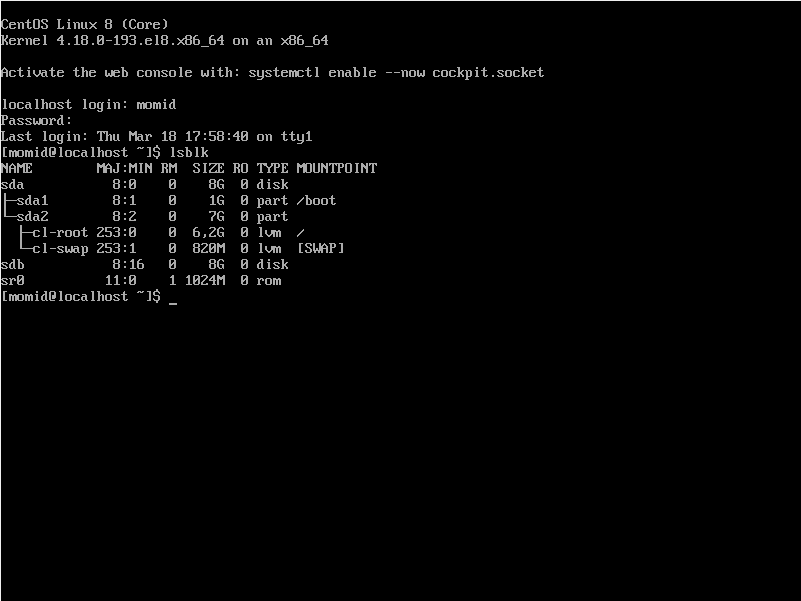 CentOS Linux 8 (Core)
Kernel 4.18.0-193.el8.x86_64 on an x86_64
Activate the web console with: systemctl enable --now cockpit.socket
localhost login: momid
Password:
Last login: Thu Mar 18 17:58:40 on tty1
[momid@localhost ~]$ lsblk
NAME        MAJ:MIN RM  SIZE RO TYPE MOUNTPOINT
sda           8:0    0    8G  0 disk
├─sda1        8:1    0    1G  0 part /boot
└─sda2        8:2    0    7G  0 part
  ├─cl-root 253:0    0  6,2G  0 lvm  /
  └─cl-swap 253:1    0  820M  0 lvm  [SWAP]
sdb           8:16   0    8G  0 disk
sr0          11:0    1 1024M  0 rom
[momid@localhost ~]$ _